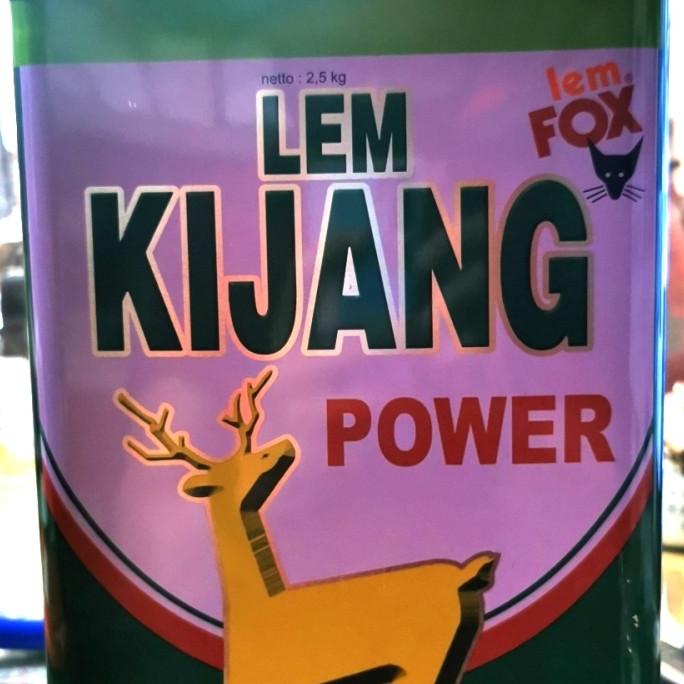 netto : 2,5 kg
lem
FOX
LEM
KIJANG
POWER